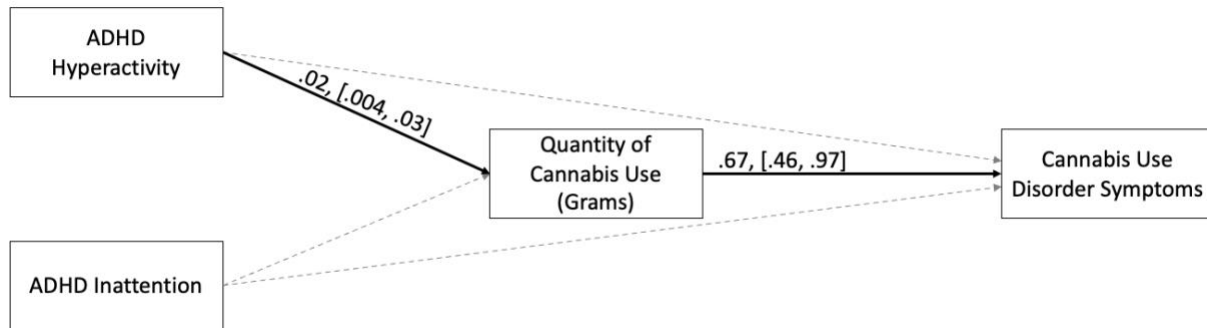 ADHD
Hyperactivity
.02, [.004, .03]
Quantity of
Cannabis Use
(Grams)
.67, [.46, .97]
Cannabis Use
Disorder Symptoms
ADHD Inattention